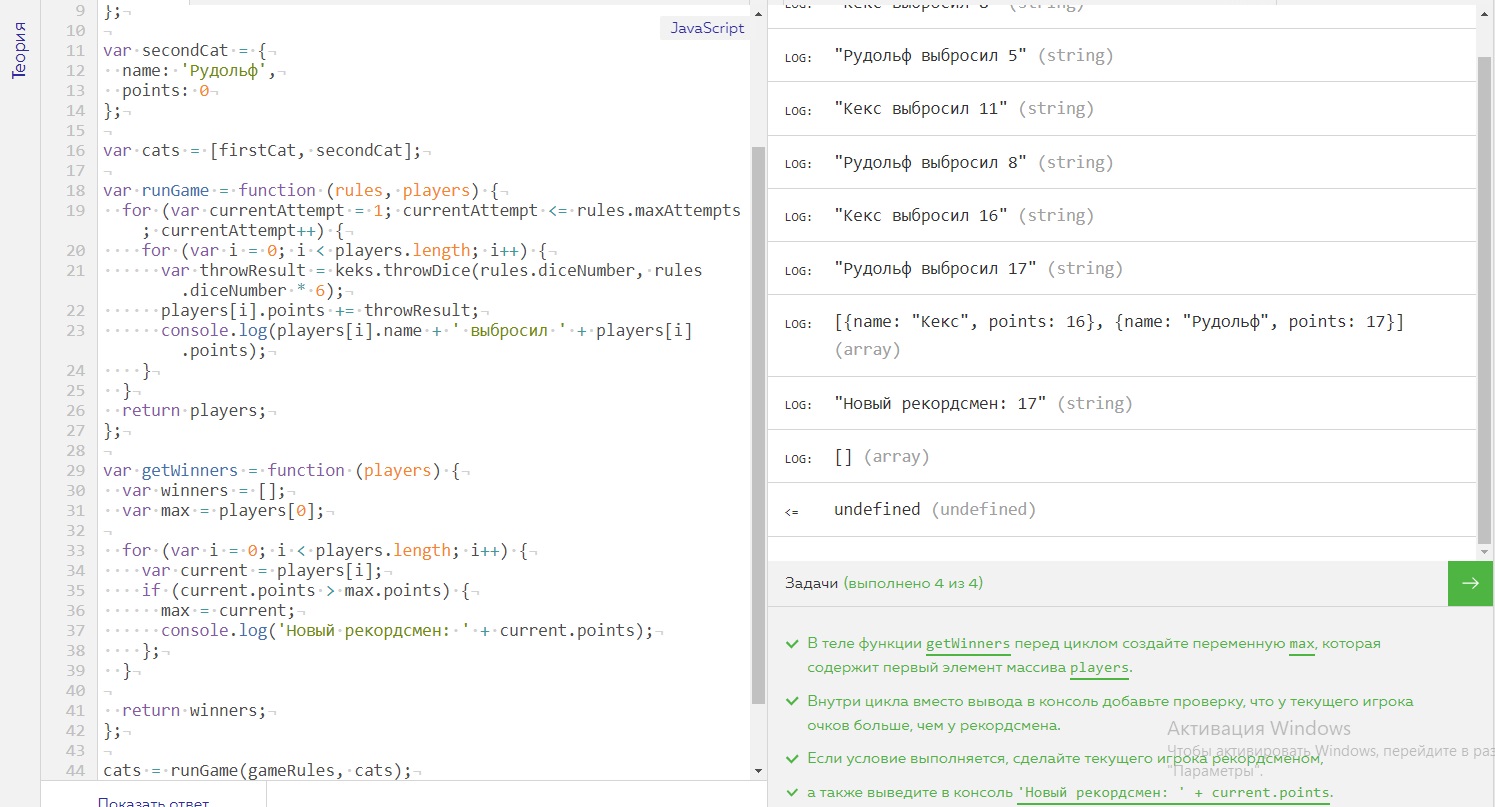 Теория
9 };¬
10 ¬
JavaScript
11 var·secondCat·=·{¬
12 ··name:·'Рудольф',¬
13 ··points:·0¬
14 };¬
15 ¬
16 var·cats·=·[firstCat,·secondCat];¬
17 ¬
18 var·runGame·=·function·(rules,·players)·{¬
19 ··for·(var·currentAttempt·=·1;·currentAttempt·<=·rules.maxAttempts
;·currentAttempt++)·{¬
20 ····for·(var·i·=·0;·i·<·players.length;·i++)·{¬
21 ······var·throwResult·=·keks.throwDice(rules.diceNumber,·rules
.diceNumber·*·6);¬
22 ······players[i].points·+=·throwResult;¬
23 ······console.log(players[i].name·+·'·выбросил·'·+·players[i]
.points);¬
24 ····}¬
25 ··}¬
26 ··return·players;¬
27 };¬
28 ¬
29 var·getWinners·=·function·(players)·{¬
30 ··var·winners·=·[];¬
31 ··var·max·=·players[0];¬
32 ¬
33 ··for·(var·i·=·0;·i·<·players.length;·i++)·{¬
34 ····var·current·=·players[i];¬
35 ····if·(current.points·>·max.points)·{¬
36 ······max·=·current;¬
37 ······console.log('Новый·рекордсмен:·'·+·current.points);¬
38 ····};¬
39 ··}¬
40 ¬
41 ··return·winners;¬
42 };¬
43 ¬
44 cats·=·runGame(gameRules,·cats);¬
Показать ответ
"Кекс выбросил 8" (string)
LOG: "Рудольф выбросил 5" (string)
LOG: "Кекс выбросил 11" (string)
LOG: "Рудольф выбросил 8" (string)
LOG: "Кекс выбросил 16" (string)
LOG: "Рудольф выбросил 17" (string)
LOG: [{name: "Кекс", points: 16}, {name: "Рудольф", points: 17}]
(array)
LOG: "Новый рекордсмен: 17" (string)
LOG: [] (array)
<= undefined (undefined)
Задачи (выполнено 4 из 4)
В теле функции getWinners перед циклом создайте переменную max, которая
содержит первый элемент массива players.
Внутри цикла вместо вывода в консоль добавьте проверку, что у текущего игрока
очков больше, чем у рекордсмена.
Если условие выполняется, сделайте текущего игрока рекордсменом,
а также выведите в консоль 'Новый рекордсмен: ' + current.points.
Активация Windows
Чтобы активировать Windows, перейдите в раз
"Параметры".